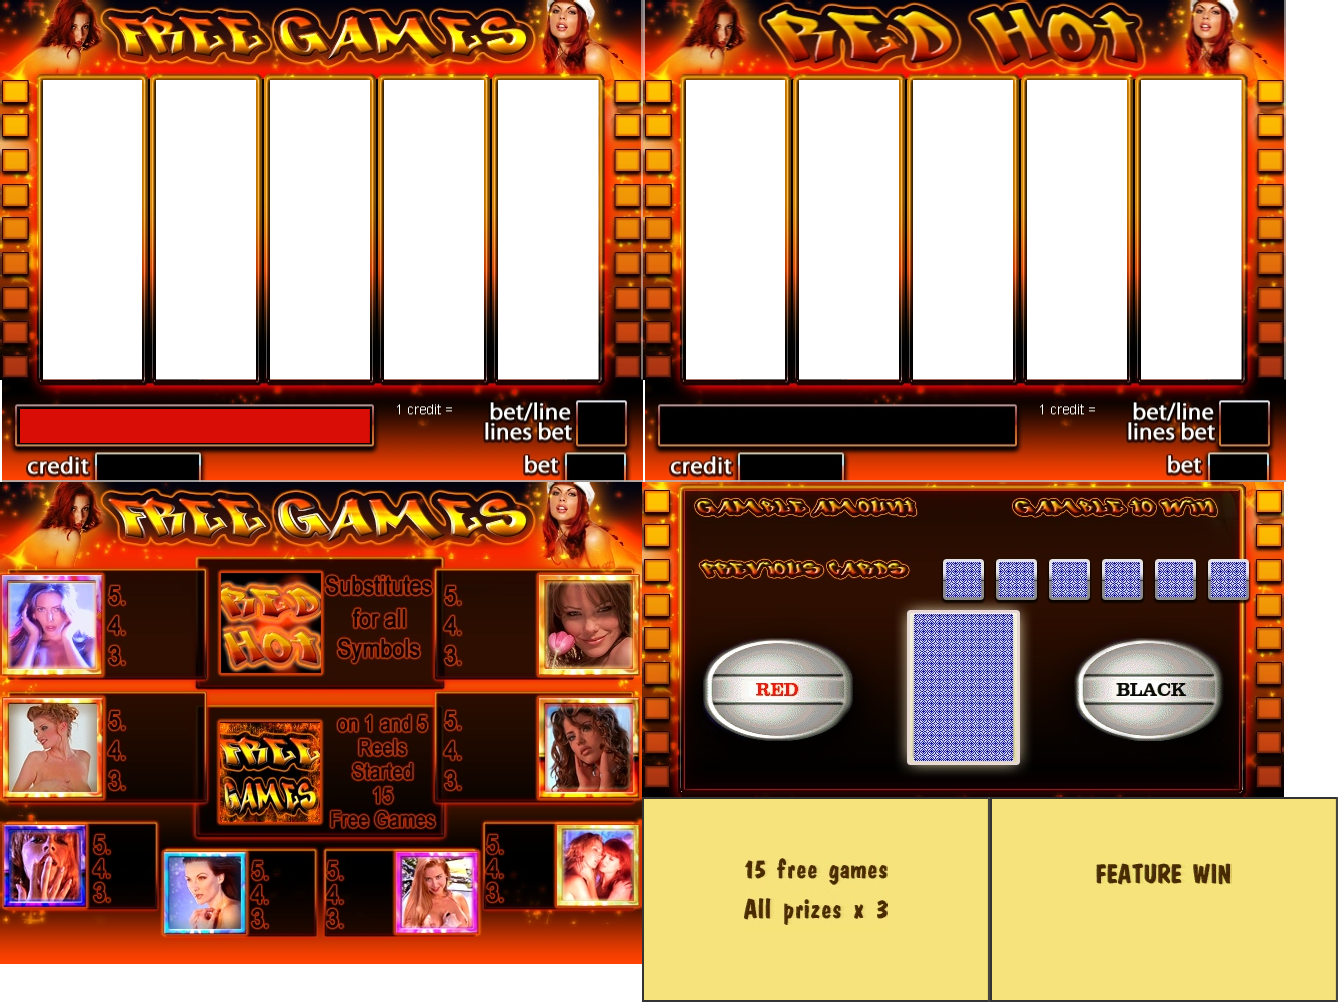 FREE GAMES
1 credit =
bet/line
lines bet
credit
bet
RED HOT
1 credit =
bet/line
lines bet
credit
bet
FREE GAMES
5.
4.
3.
RED
HOT
Substitutes
for all
Symbols
5.
4.
3.
5.
4.
3.
FREE
GAMES
on 1 and 5
Reels
Started
15
Free Games
5.
4.
3.
5.
4.
3.
5.
4.
3.
5.
4.
3.
5.
4.
3.
GAMBLE AMOUNT
GAMBLE TO WIN
PREVIOUS CARDS
RED
BLACK
15 free games
All prizes x 3
FEATURE WIN